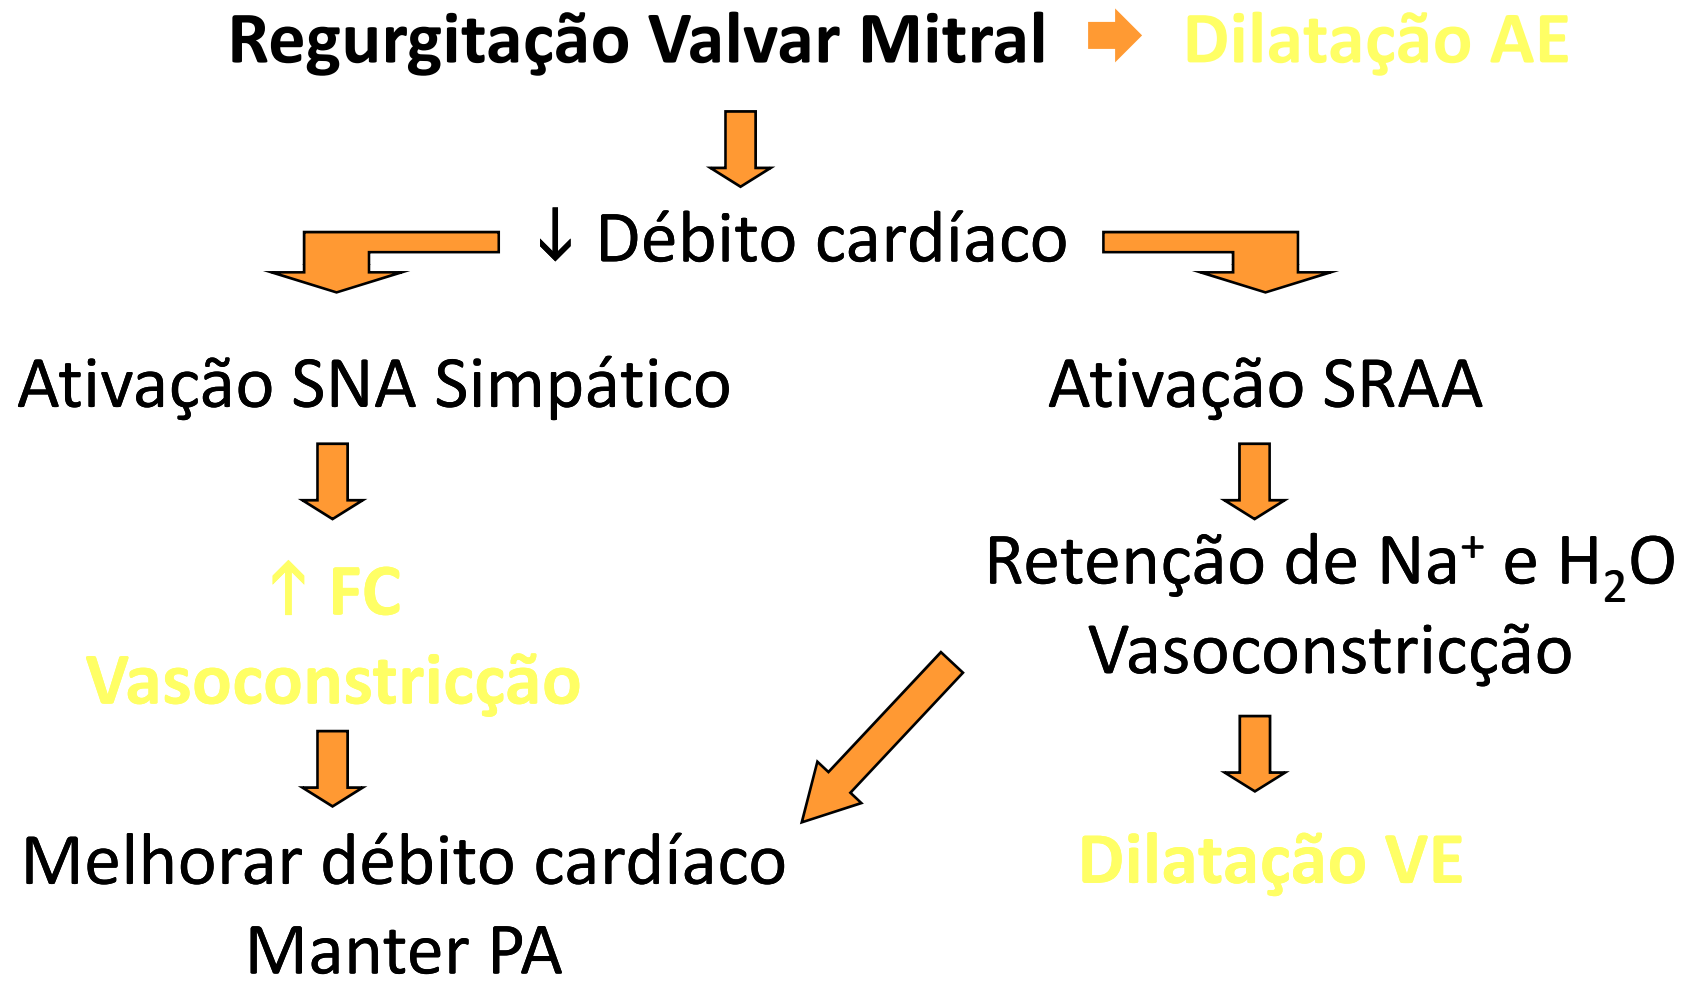 Regurgitação Valvar Mitral Dilatação AE
↓ Débito cardíaco
Ativação SNA Simpático Ativação SRAA
↑ FC
Vasoconstricção
Retenção de Na⁺ e H₂O
Vasoconstricção
Melhorar débito cardíaco
Manter PA
Dilatação VE